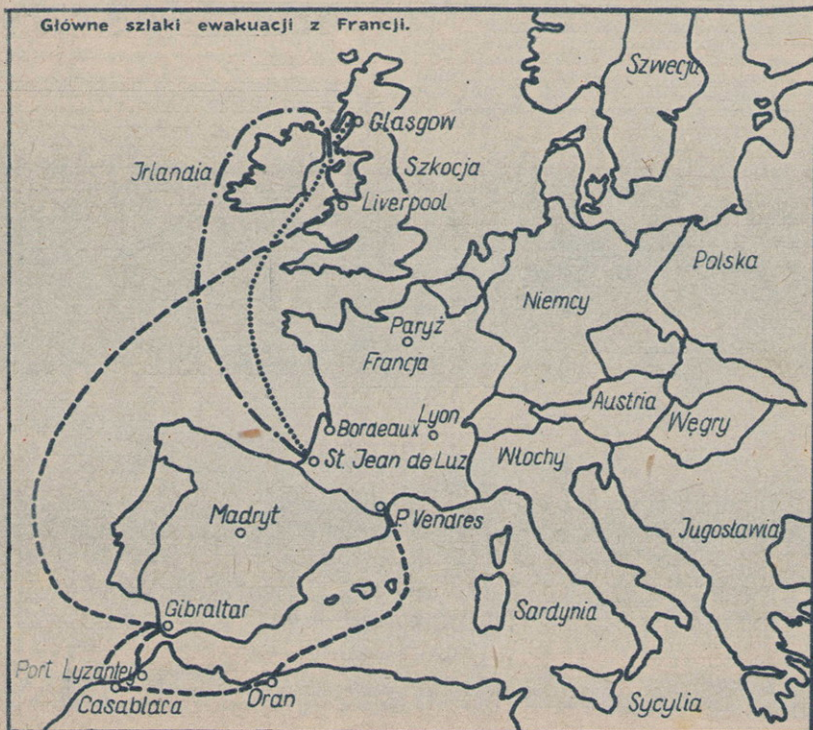 Główne szlaki ewakuacji z Francji.
Szwecja
Glasgow
Irlandia
Szkocja
Liverpool
Polska
Niemcy
Paryż
Francja
Austria
Lyon
Bordeaux
Węgry
St. Jean de Luz
Włochy
Madryt
P. Vendres
Jugosławia
Gibraltar
Sardynia
Port Lyzantey
Casablaca
Oran
Sycylia